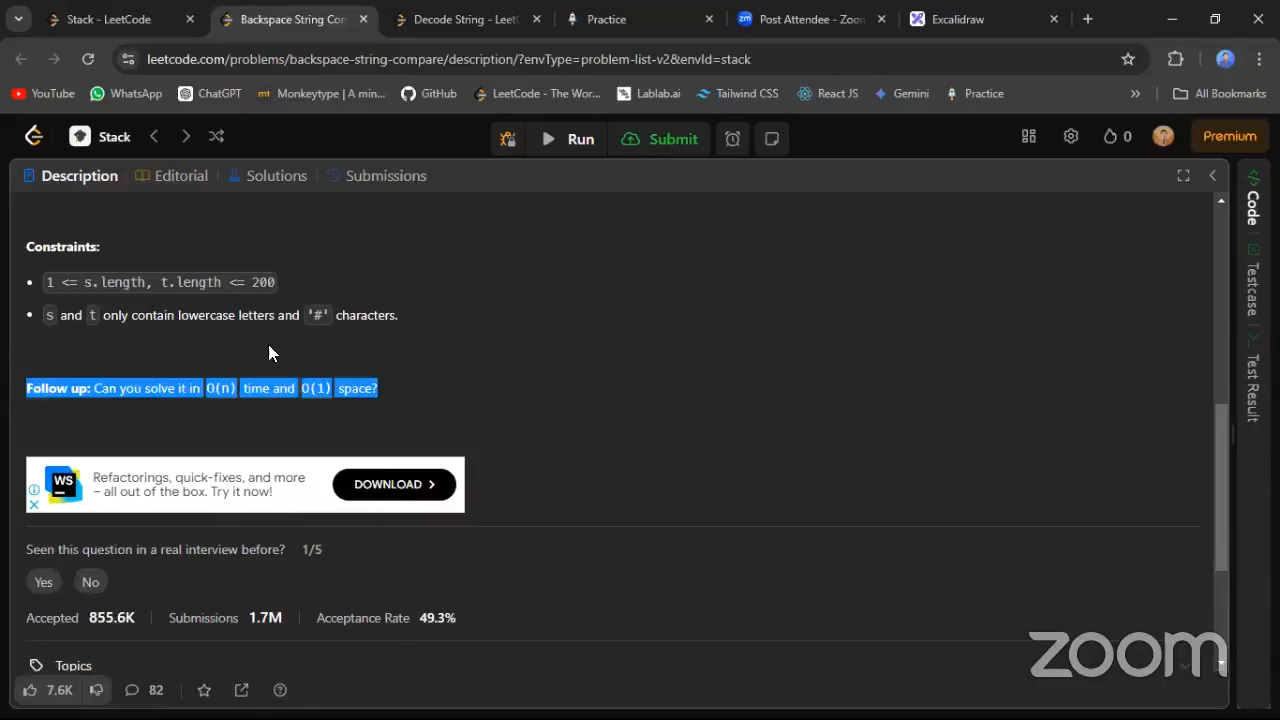 Stack - LeetCode
Backspace String Con
Decode String - LeetC
Practice
Post Attendee - Zoom
Excalidraw
leetcode.com/problems/backspace-string-compare/description/?envType=problem-list-v2&envId=stack
YouTube
WhatsApp
ChatGPT
mt
Monkeytype | A min...
GitHub
LeetCode - The Wor...
Lablab.ai
Tailwind CSS
React JS
Gemini
Practice
»
All Bookmarks
Stack
Run
Submit
0
Premium
Description
Editorial
Solutions
Submissions
Code
Testcase
Test Result
Constraints:
• 1 <= s.length, t.length <= 200
• s and t only contain lowercase letters and '#' characters.
Follow up: Can you solve it in O(n) time and O(1) space?
WS
Refactorings, quick-fixes, and more
– all out of the box. Try it now!
DOWNLOAD >
Seen this question in a real interview before? 1/5
Yes
No
Accepted 855.6K
Submissions 1.7M
Acceptance Rate 49.3%
Topics
7.6K
82
zoom